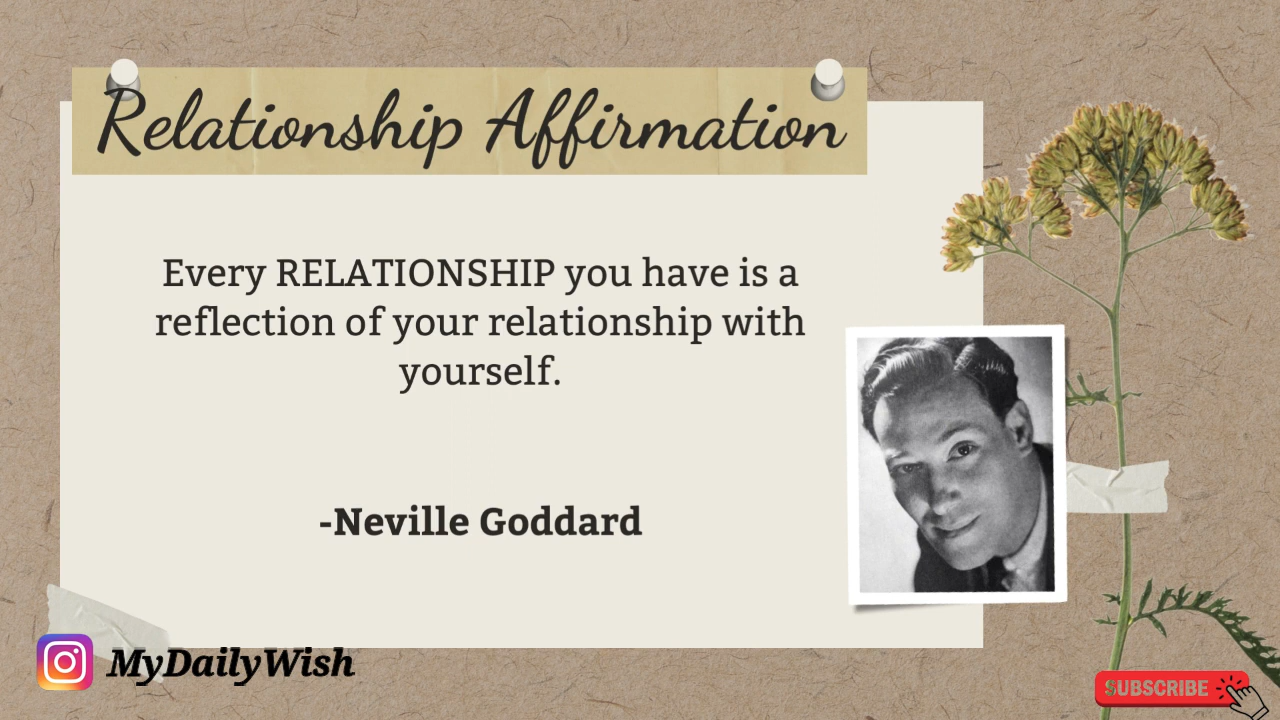 Relationship Affirmation
Every RELATIONSHIP you have is a
reflection of your relationship with
yourself.
-Neville Goddard
MyDailyWish
SUBSCRIBE